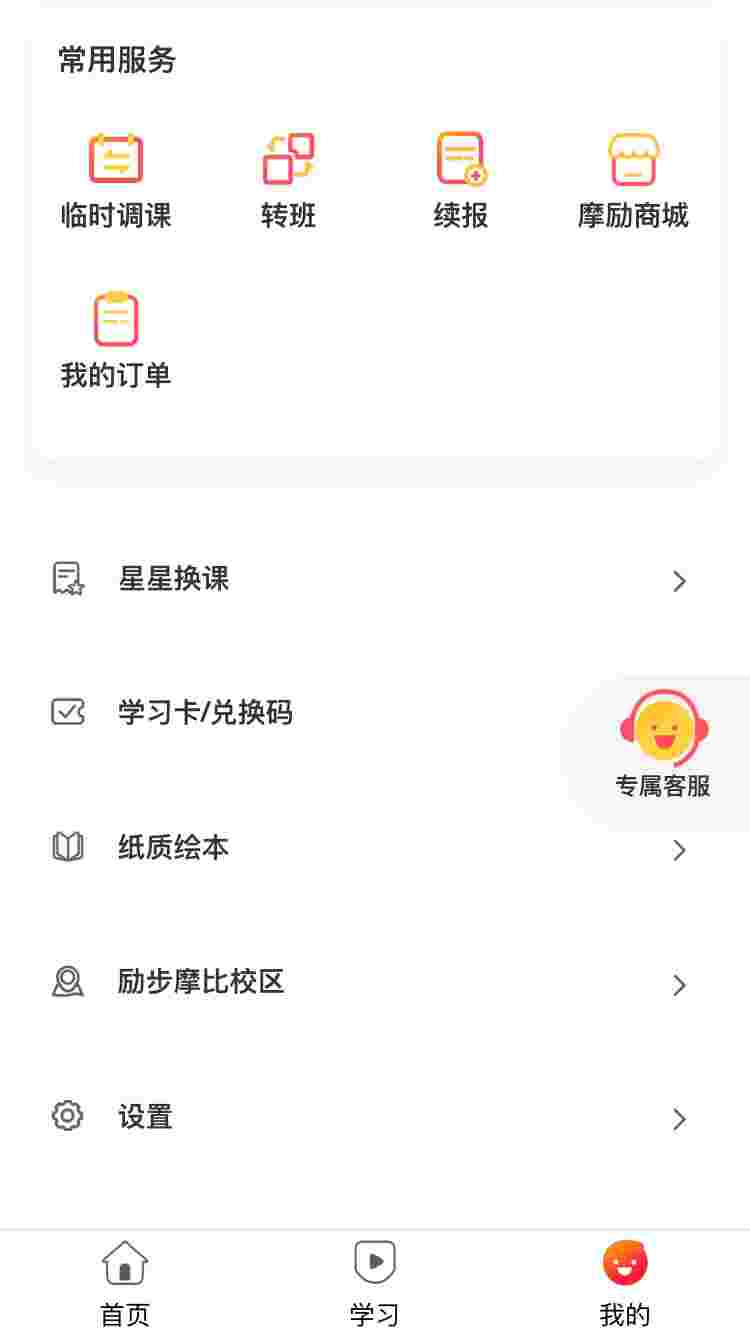 常用服务
临时调课 转班 续报 摩励商城
我的订单
星星换课
学习卡/兑换码
专属客服
纸质绘本
励步摩比校区
设置
首页 学习 我的